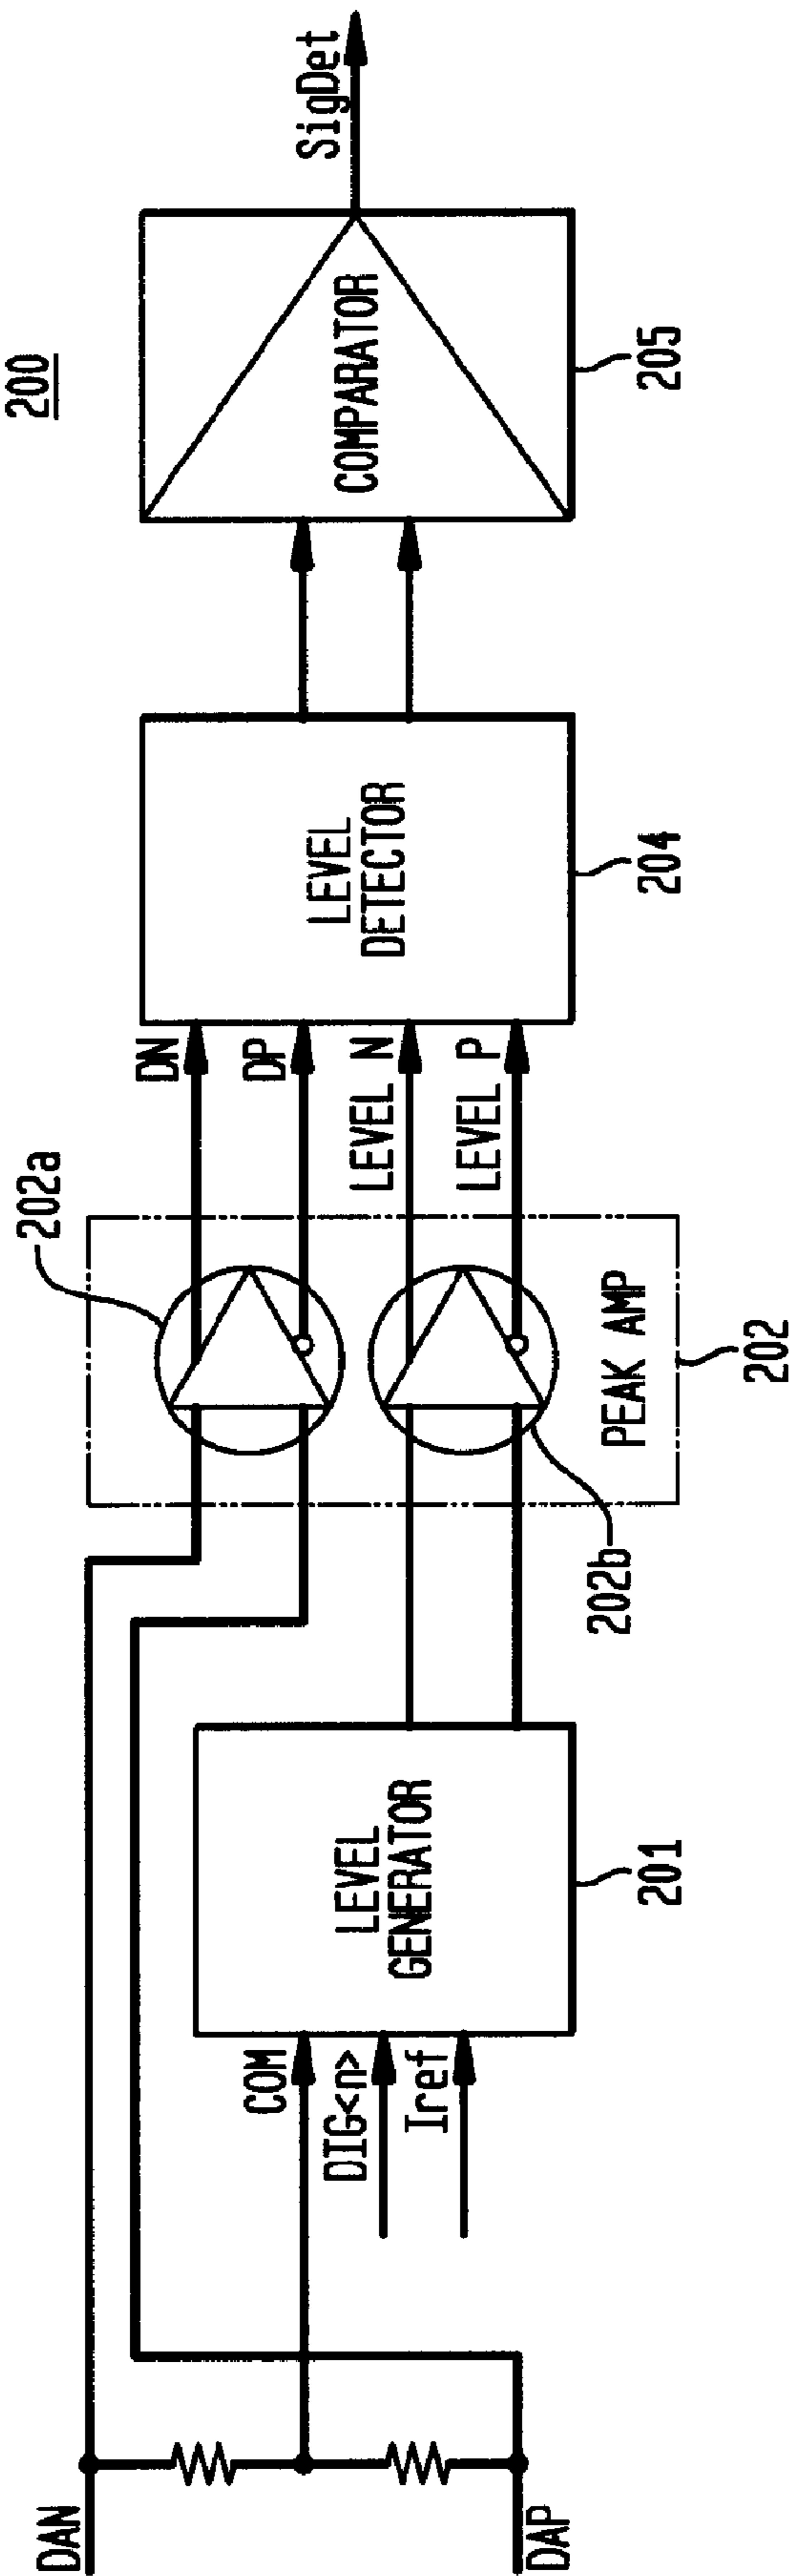 200
DAN
DAP
COM
DIG<n>
Iref
LEVEL
GENERATOR
201
202a
202b
PEAK AMP
202
DN
DP
LEVEL N
LEVEL P
LEVEL
DETECTOR
204
COMPARATOR
205
SigDet